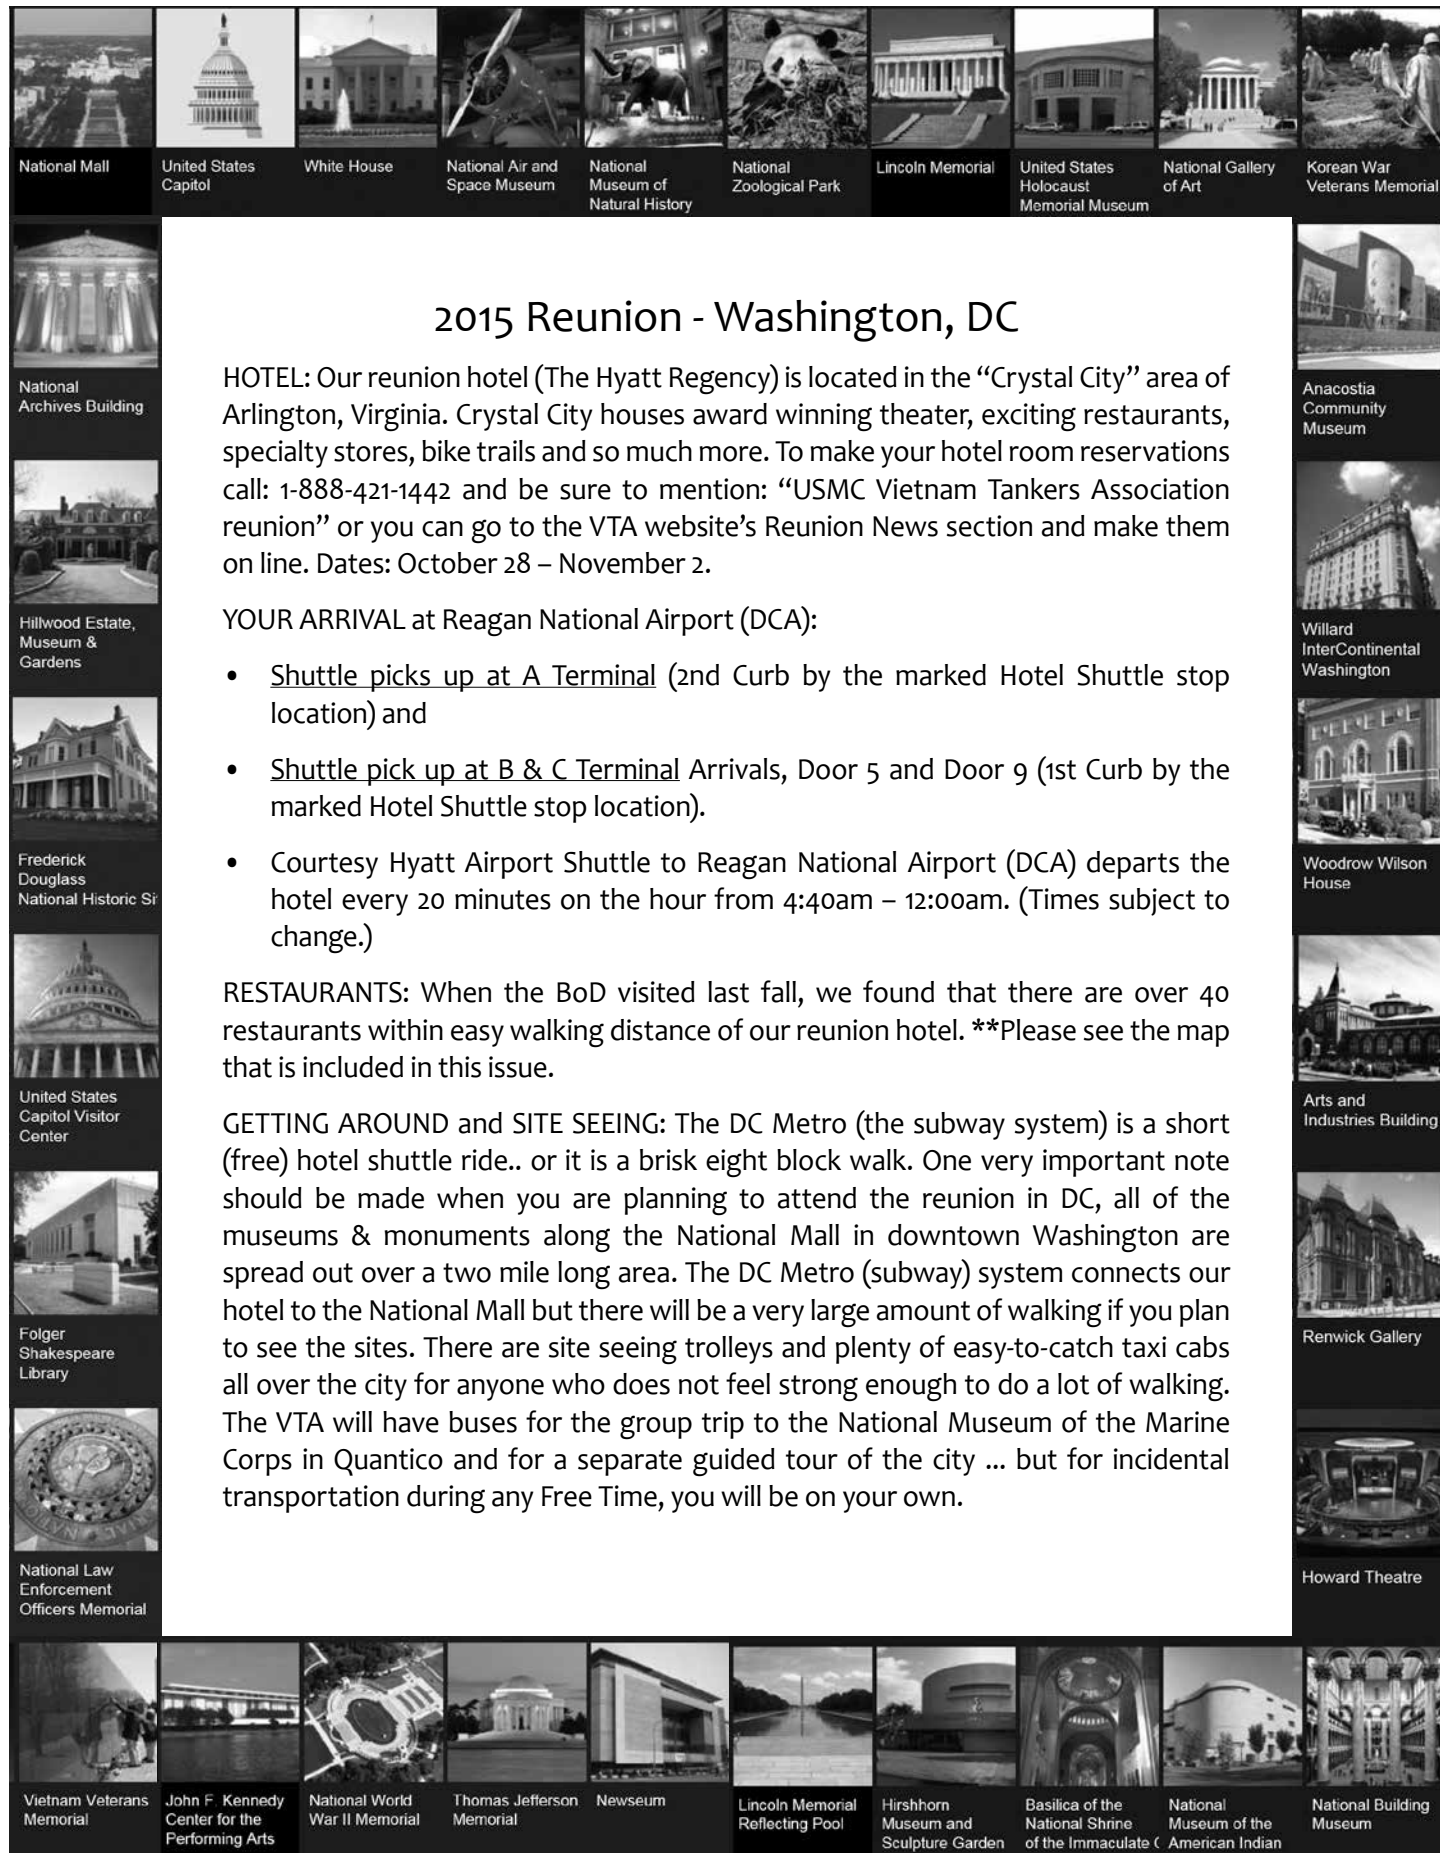 National Mall
United States
Capitol
White House
National Air and
Space Museum
National
Museum of
Natural History
National
Zoological Park
Lincoln Memorial
United States
Holocaust
Memorial Museum
National Gallery
of Art
Korean War
Veterans Memorial
National
Archives Building
Hillwood Estate,
Museum &
Gardens
Frederick
Douglass
National Historic Si
United States
Capitol Visitor
Center
Folger
Shakespeare
Library
National Law
Enforcement
Officers Memorial
2015 Reunion - Washington, DC
HOTEL: Our reunion hotel (The Hyatt Regency) is located in the “Crystal City” area of
Arlington, Virginia. Crystal City houses award winning theater, exciting restaurants,
specialty stores, bike trails and so much more. To make your hotel room reservations
call: 1-888-421-1442 and be sure to mention: “USMC Vietnam Tankers Association
reunion” or you can go to the VTA website’s Reunion News section and make them
on line. Dates: October 28 – November 2.
YOUR ARRIVAL at Reagan National Airport (DCA):
• Shuttle picks up at A Terminal (2nd Curb by the marked Hotel Shuttle stop
location) and
• Shuttle pick up at B & C Terminal Arrivals, Door 5 and Door 9 (1st Curb by the
marked Hotel Shuttle stop location).
• Courtesy Hyatt Airport Shuttle to Reagan National Airport (DCA) departs the
hotel every 20 minutes on the hour from 4:40am – 12:00am. (Times subject to
change.)
RESTAURANTS: When the BoD visited last fall, we found that there are over 40
restaurants within easy walking distance of our reunion hotel. **Please see the map
that is included in this issue.
GETTING AROUND and SITE SEEING: The DC Metro (the subway system) is a short
(free) hotel shuttle ride.. or it is a brisk eight block walk. One very important note
should be made when you are planning to attend the reunion in DC, all of the
museums & monuments along the National Mall in downtown Washington are
spread out over a two mile long area. The DC Metro (subway) system connects our
hotel to the National Mall but there will be a very large amount of walking if you plan
to see the sites. There are site seeing trolleys and plenty of easy-to-catch taxi cabs
all over the city for anyone who does not feel strong enough to do a lot of walking.
The VTA will have buses for the group trip to the National Museum of the Marine
Corps in Quantico and for a separate guided tour of the city ... but for incidental
transportation during any Free Time, you will be on your own.
Anacostia
Community
Museum
Willard
InterContinental
Washington
Woodrow Wilson
House
Arts and
Industries Building
Renwick Gallery
Howard Theatre
Vietnam Veterans
Memorial
John F. Kennedy
Center for the
Performing Arts
National World
War II Memorial
Thomas Jefferson
Memorial
Newseum
Lincoln Memorial
Reflecting Pool
Hirshhorn
Museum and
Sculpture Garden
Basilica of the
National Shrine
of the Immaculate
National
Museum of the
American Indian
National Building
Museum